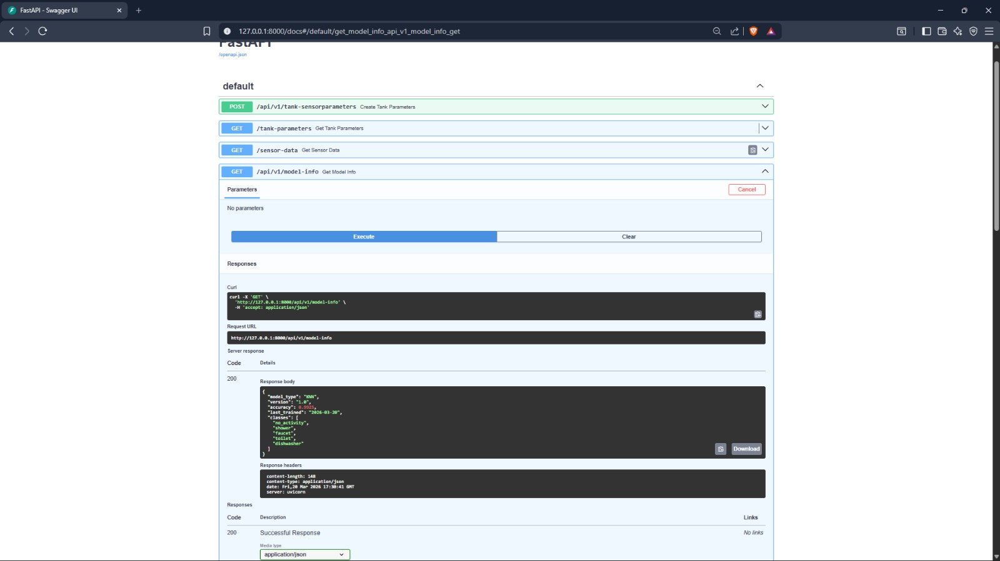 FastAPI - Swagger UI
127.0.0.1:8000/docs#/default/get_model_info_api_v1_model_info_get
FastAPI
/openapi.json
default
POST /api/v1/tank-sensorparameters Create Tank Parameters
GET /tank-parameters Get Tank Parameters
GET /sensor-data Get Sensor Data
GET /api/v1/model-info Get Model Info
Parameters Cancel
No parameters
Execute Clear
Responses
Curl
curl -X 'GET' \
'http://127.0.0.1:8000/api/v1/model-info' \
-H 'accept: application/json'
Request URL
http://127.0.0.1:8000/api/v1/model-info
Server response
Code Details
200
Response body
{
"model_type": "KNN",
"version": "1.0",
"accuracy": 0.9925,
"last_trained": "2026-03-20",
"classes": [
"no_activity",
"shower",
"faucet",
"toilet",
"dishwasher"
]
}
Download
Response headers
content-length: 148
content-type: application/json
date: Fri,20 Mar 2026 17:30:41 GMT
server: uvicorn
Responses
Code Description Links
200 Successful Response No links
Media type
application/json